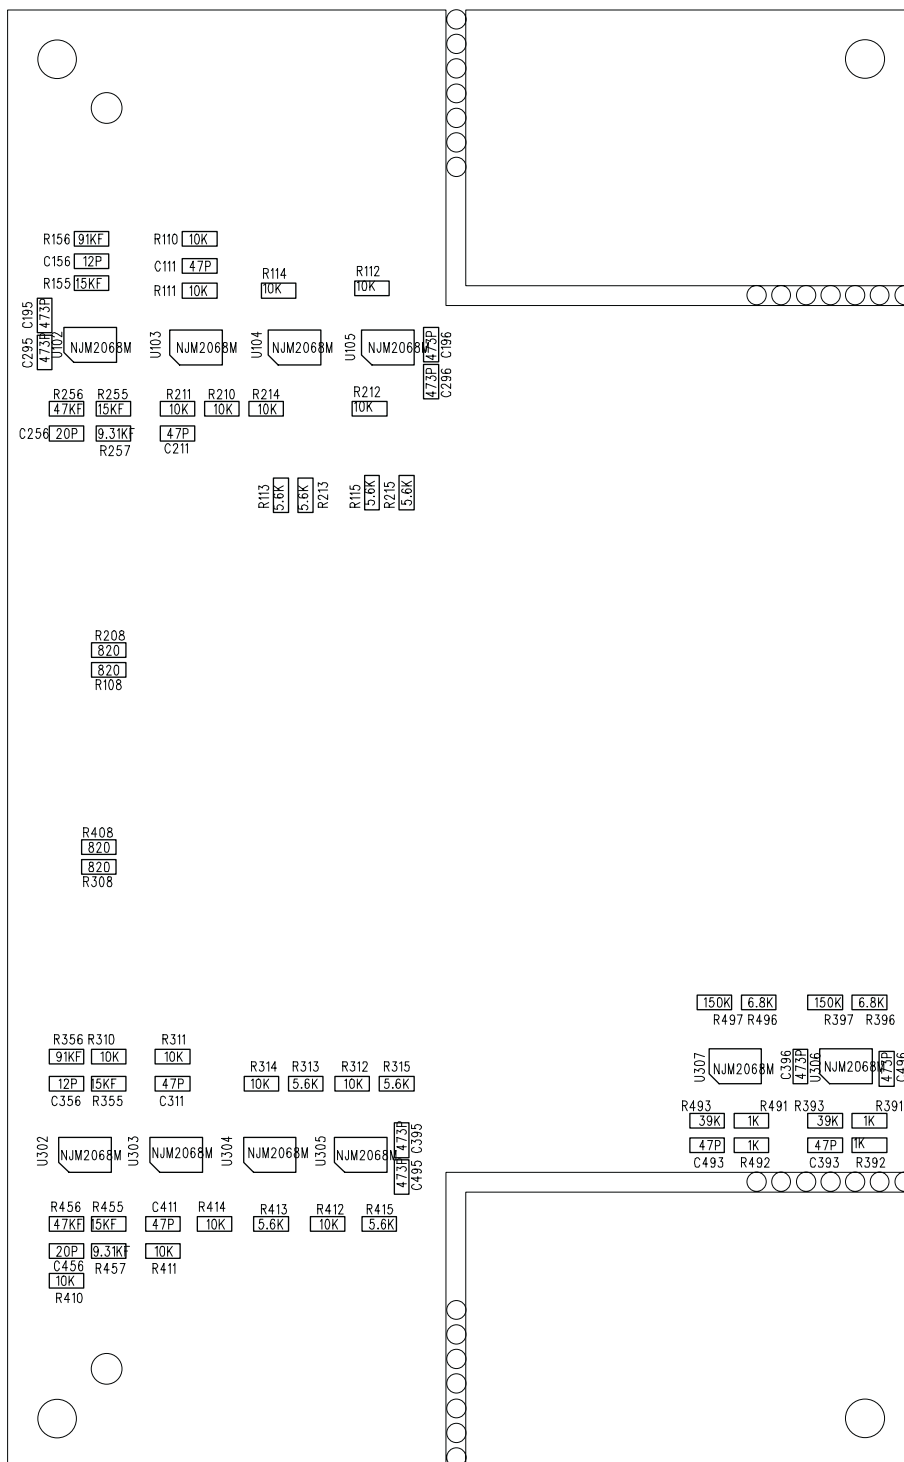 R156 91KF
R110 10K
C156 12P
C111 47P
R155 15KF
R111 10K
R114
10K
R112
10K
C195 473P
C295 473P
U102 NJM2068M
U103 NJM2068M
U104 NJM2068M
U105 NJM2068M
473P C196
473P C296
R256 R255 R211 R210 R214 R212
47KF 15KF 10K 10K 10K 10K
C256 20P 9.31KF 47P
R257 C211
R113 5.6K
5.6K R213
R115 5.6K
R215 5.6K
R208
820
820
R108
R408
820
820
R308
150K 6.8K 150K 6.8K
R497 R496 R397 R396
R356 R310 R311
91KF 10K 10K
R314 R313 R312 R315
12P 15KF 47P 10K 5.6K 10K 5.6K
C356 R355 C311
U307 NJM2068M
C396 473P
U306 NJM2068M
473P C496
R493 R491 R393 R391
39K 1K 39K 1K
47P 1K 47P 1K
C493 R492 C393 R392
U302 NJM2068M
U303 NJM2068M
U304 NJM2068M
U305 NJM2068M
473P C395
473P C495
R456 R455 C411 R414 R413 R412 R415
47KF 15KF 47P 10K 5.6K 10K 5.6K
20P 9.31KF 10K
C456 R457 R411
10K
R410